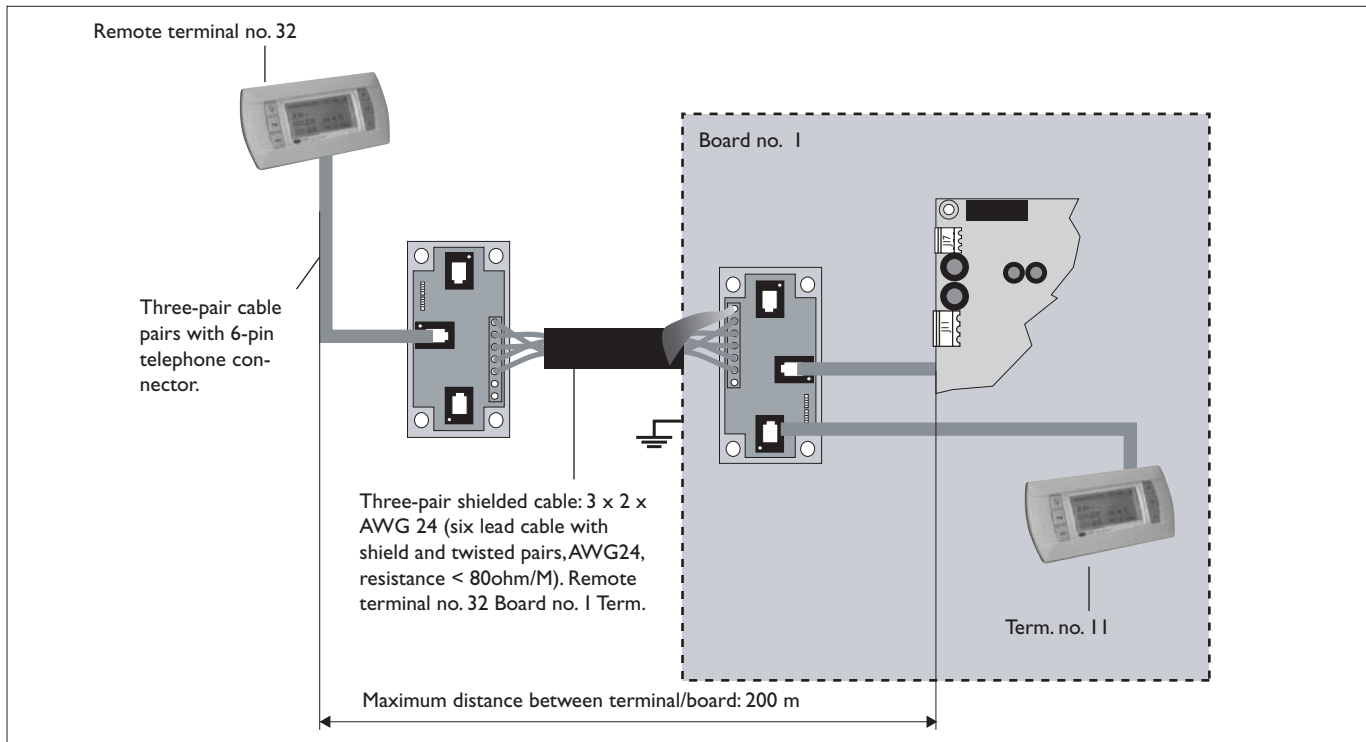 Remote terminal no. 32
Board no. 1
J17
J11
Three-pair cable
pairs with 6-pin
telephone con-
nector.
Three-pair shielded cable: 3 x 2 x
AWG 24 (six lead cable with
shield and twisted pairs, AWG24,
resistance < 80ohm/M). Remote
terminal no. 32 Board no. 1 Term.
Term. no. 11
Maximum distance between terminal/board: 200 m